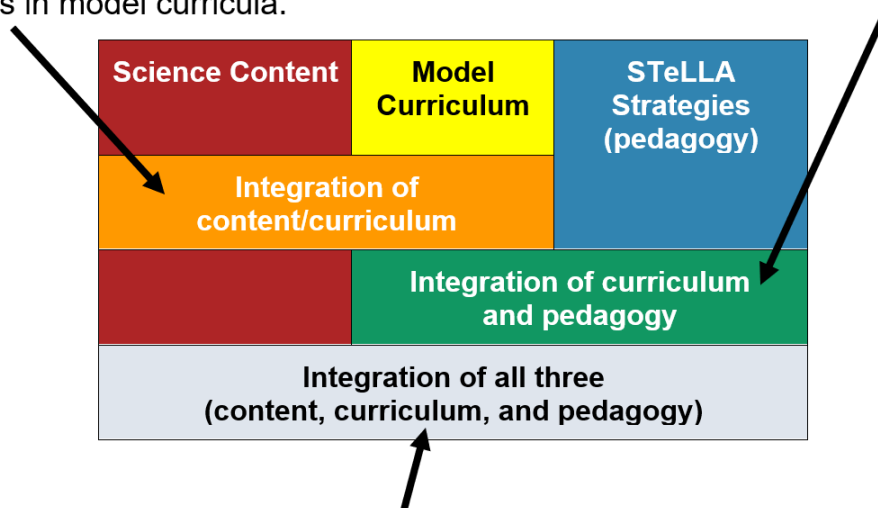 s in model curricula.
Science Content
Model
Curriculum
STeLLA
Strategies
(pedagogy)
Integration of
content/curriculum
Integration of curriculum
and pedagogy
Integration of all three
(content, curriculum, and pedagogy)